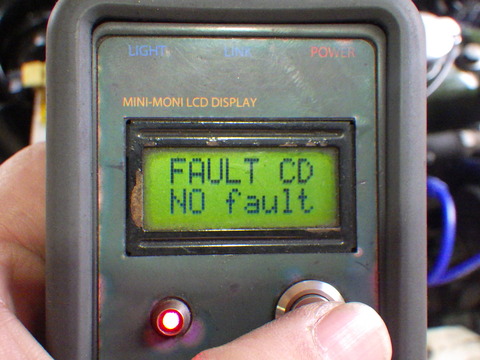 LIGHT LINK POWER
MINI-MONI LCD DISPLAY
FAULT CD
NO fault